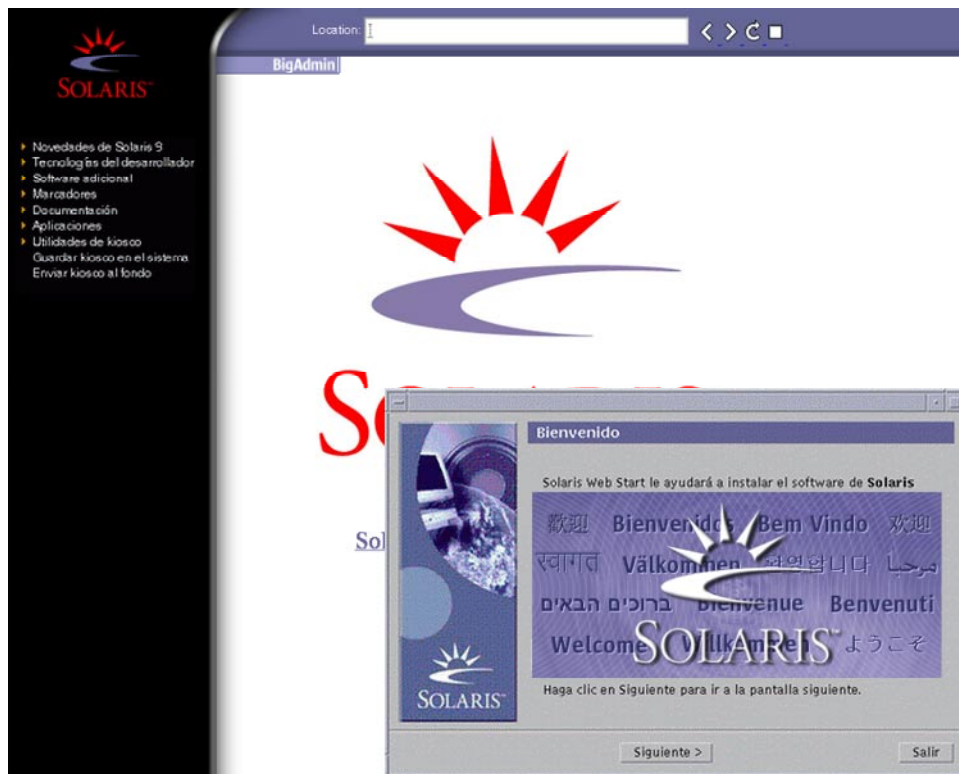 Location:
BigAdmin
SOLARIS™
Novedades de Solaris 9
Tecnologías del desarrollador
Software adicional
Marcadores
Documentación
Aplicaciones
Utilidades de kiosco
Guardar kiosco en el sistema
Enviar kiosco al fondo
Bienvenido
Solaris Web Start le ayudará a instalar el software de Solaris
歡迎 Bienvenidos Bem Vindo 欢迎
स्वागत Välkommen 환영합니다 مرحبا
ברוכים הבאים Bienvenue Benvenuti
Welcome Willkommen ようこそ
SOLARIS™
SOLARIS™
Haga clic en Siguiente para ir a la pantalla siguiente.
Siguiente >
Salir